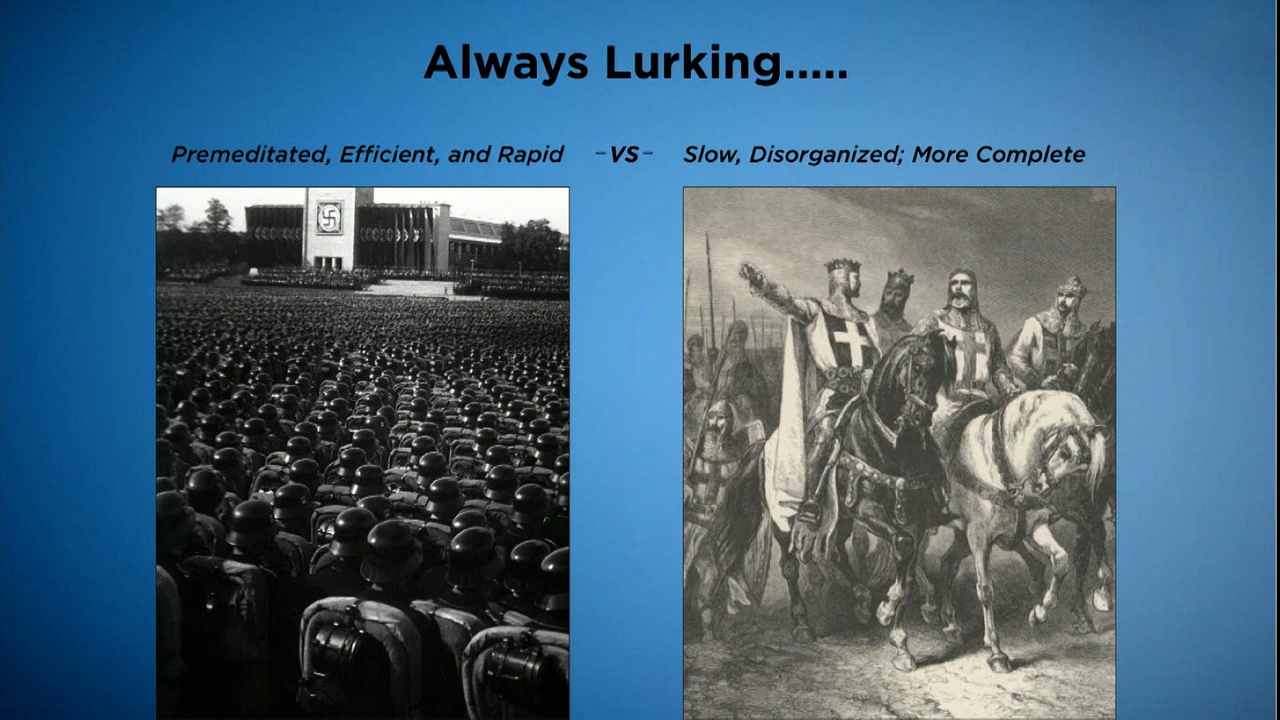 Always Lurking.....
Premeditated, Efficient, and Rapid – VS – Slow, Disorganized; More Complete